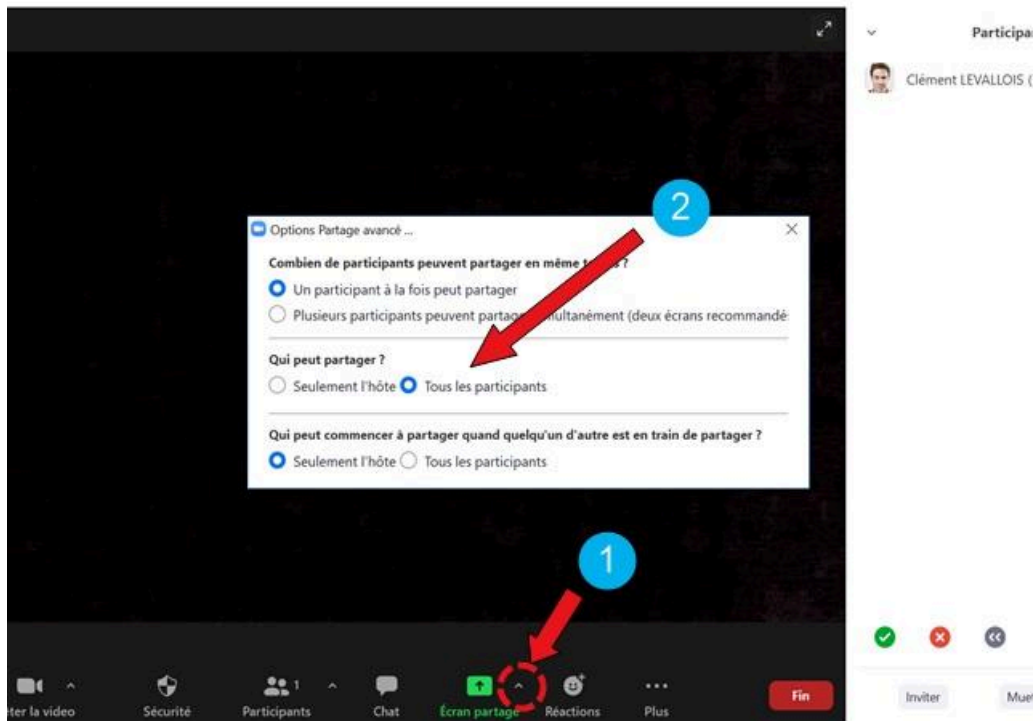 Participa
Clément LEVALLOIS (
2
Options Partage avancé ...
Combien de participants peuvent partager en même ?
Un participant à la fois peut partager
Plusieurs participants peuvent (deux écrans recommandé
Qui peut partager ?
Seulement l'hôte Tous les participants
Qui peut commencer à partager quand quelqu'un d'autre est en train de partager ?
Seulement l'hôte Tous les participants
1
1
ter la video Sécurité Participants Chat Écran partage Réactions Plus Fin
Inviter Muet